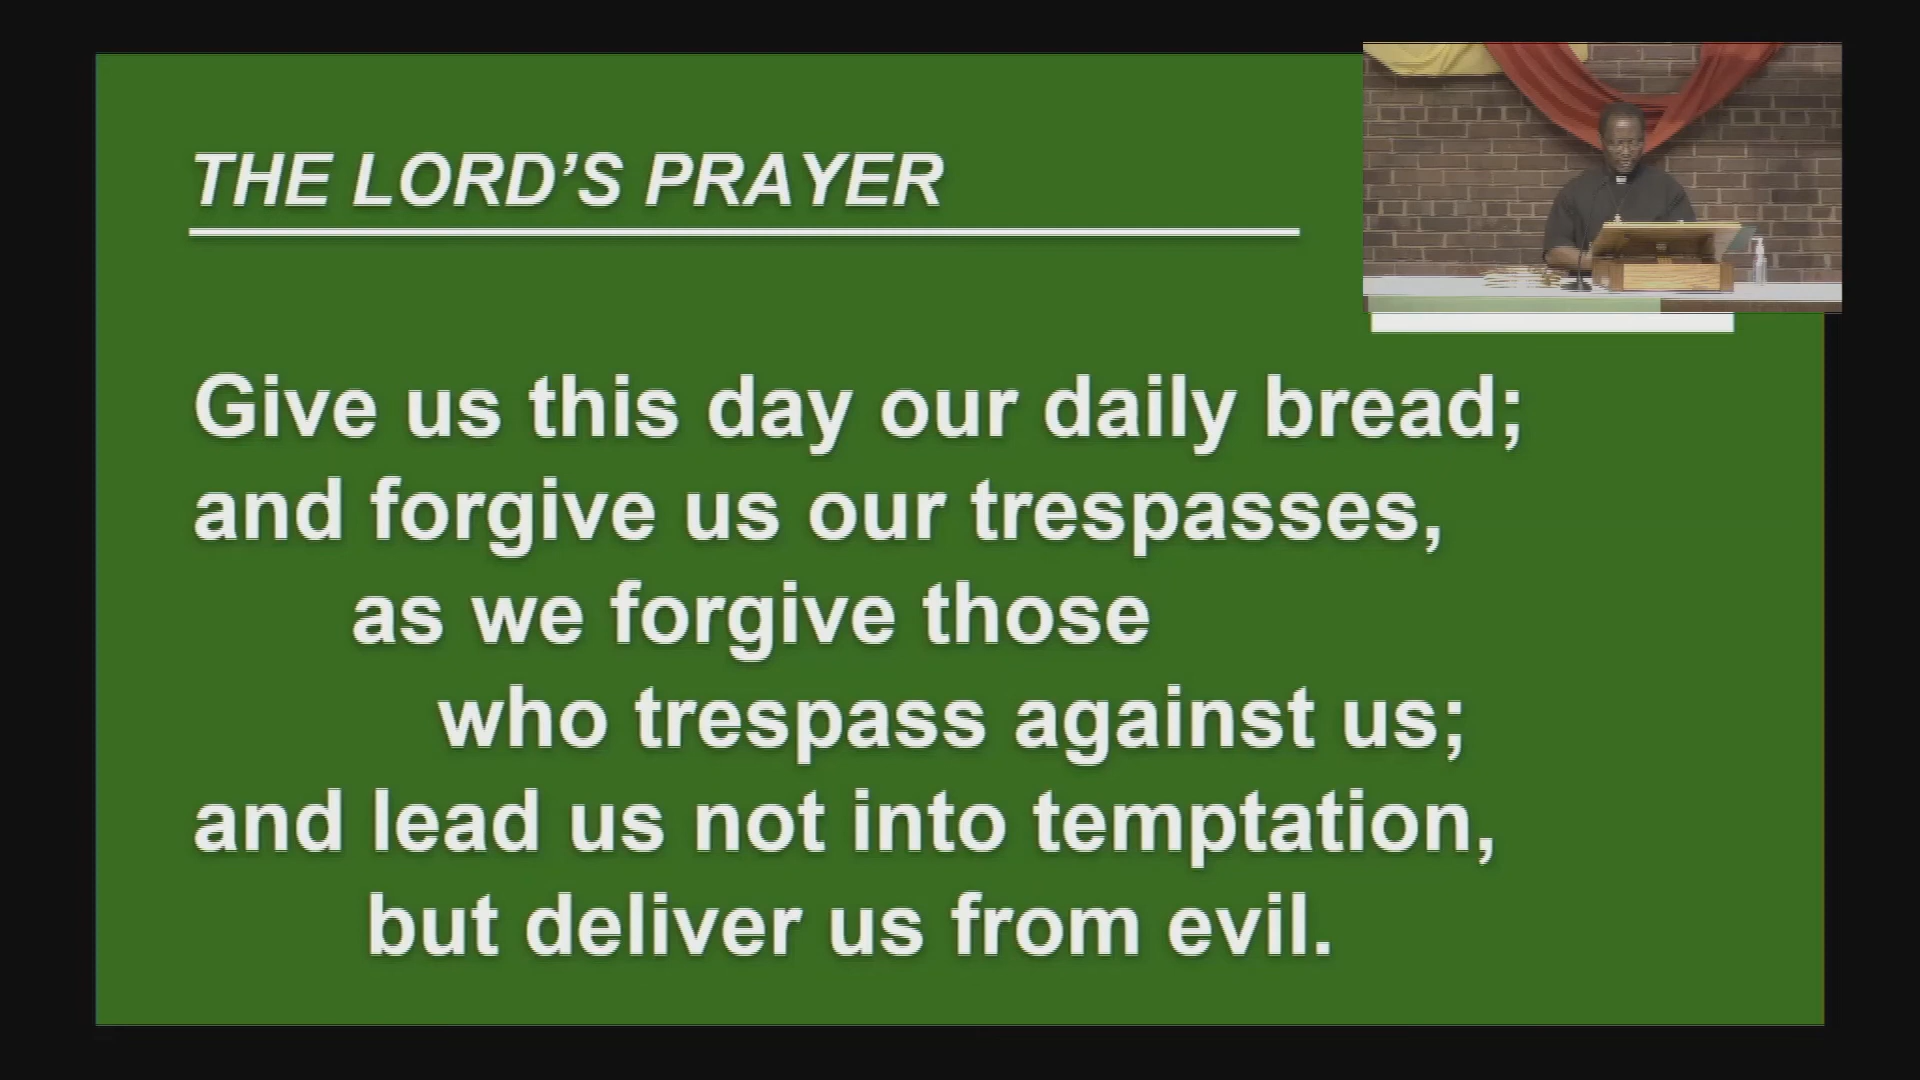 THE LORD’S PRAYER
Give us this day our daily bread;
and forgive us our trespasses,
as we forgive those
who trespass against us;
and lead us not into temptation,
but deliver us from evil.